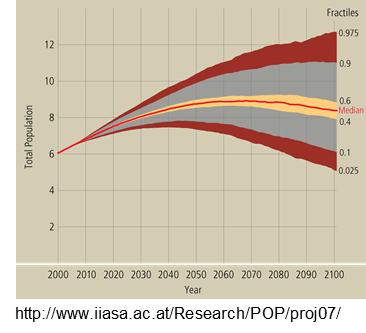 Fractiles
12
10
8
6
4
2
Total Population
0.975
0.9
0.6
Median
0.4
0.1
0.025
2000 2010 2020 2030 2040 2050 2060 2070 2080 2090 2100
Year
http://www.iiasa.ac.at/Research/POP/proj07/